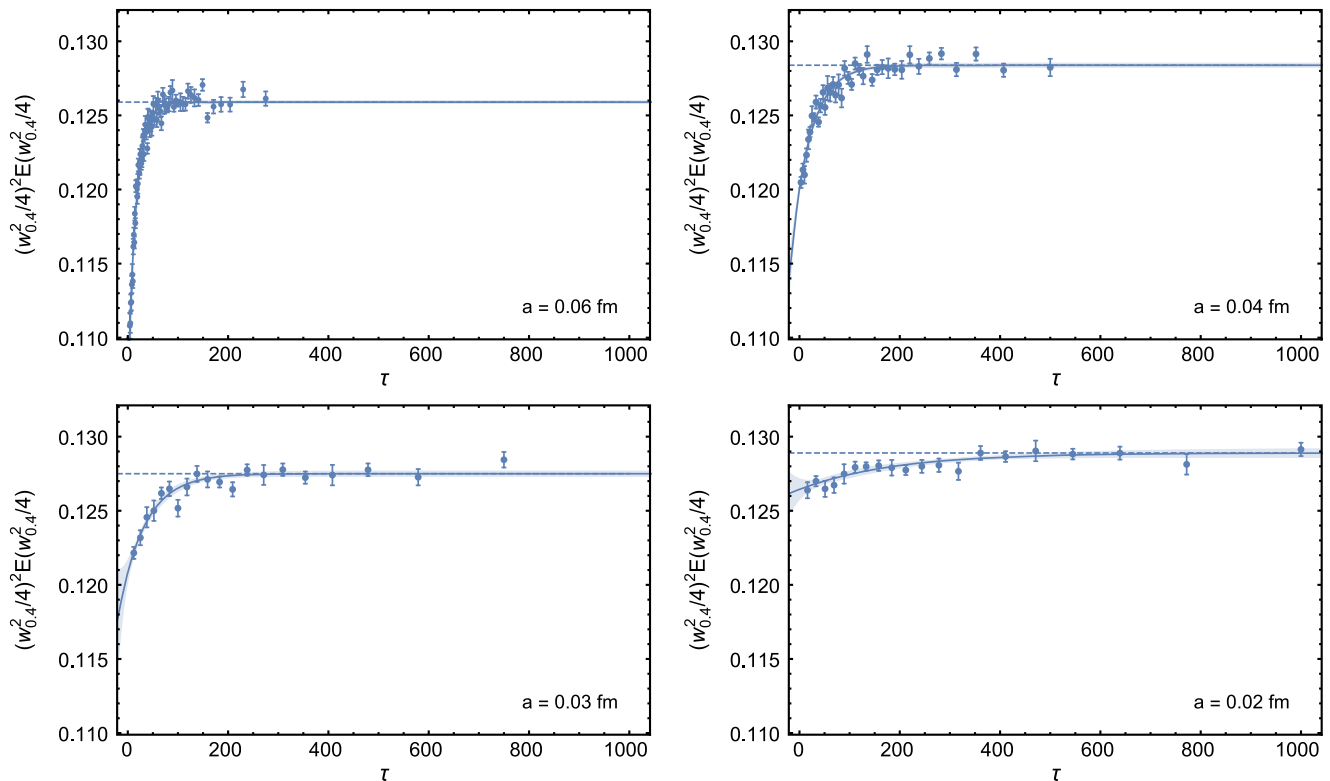 0.130
0.125
0.120
0.115
0.110
(w²₀.₄/4)²E(w²₀.₄/4)
a = 0.06 fm
0 200 400 600 800 1000
τ
0.130
0.125
0.120
0.115
0.110
(w²₀.₄/4)²E(w²₀.₄/4)
a = 0.04 fm
0 200 400 600 800 1000
τ
0.130
0.125
0.120
0.115
0.110
(w²₀.₄/4)²E(w²₀.₄/4)
a = 0.03 fm
0 200 400 600 800 1000
τ
0.130
0.125
0.120
0.115
0.110
(w²₀.₄/4)²E(w²₀.₄/4)
a = 0.02 fm
0 200 400 600 800 1000
τ